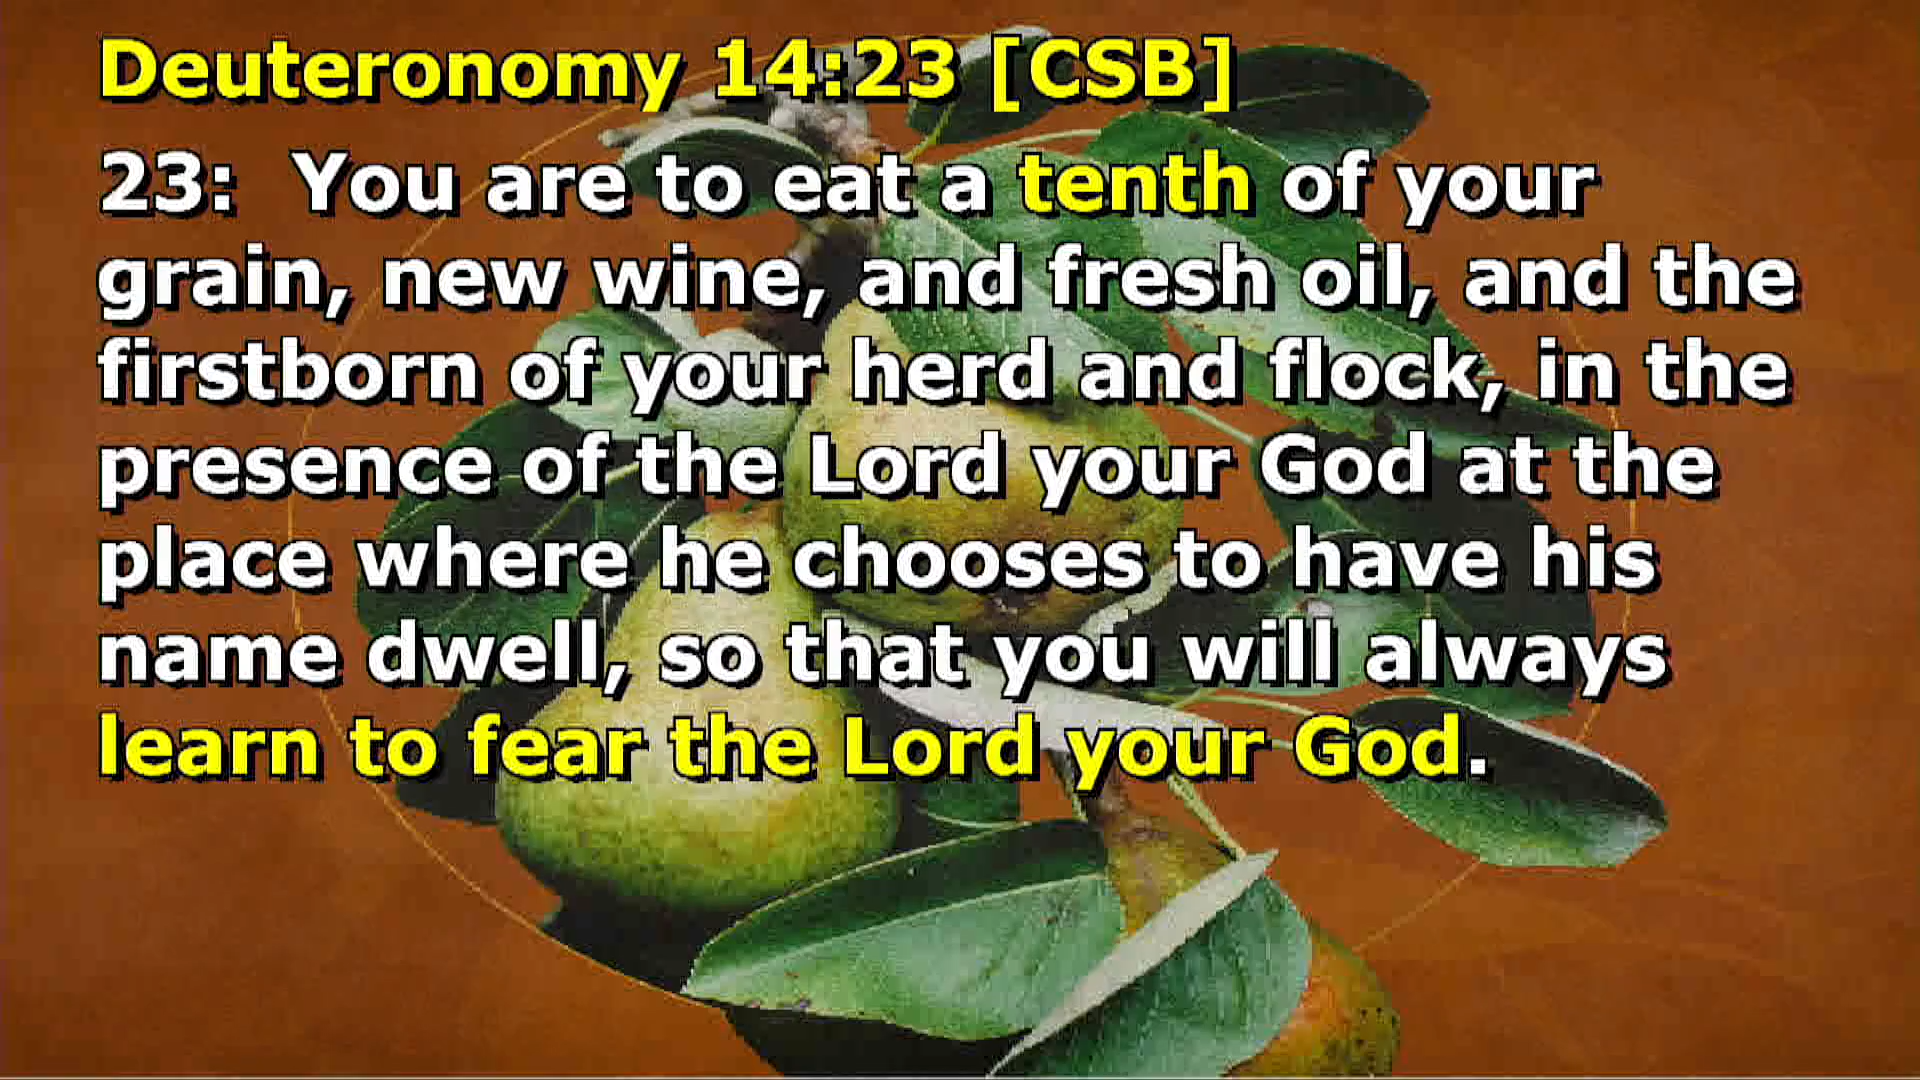 Deuteronomy 14:23 [CSB]
23: You are to eat a tenth of your
grain, new wine, and fresh oil, and the
firstborn of your herd and flock, in the
presence of the Lord your God at the
place where he chooses to have his
name dwell, so that you will always
learn to fear the Lord your God.